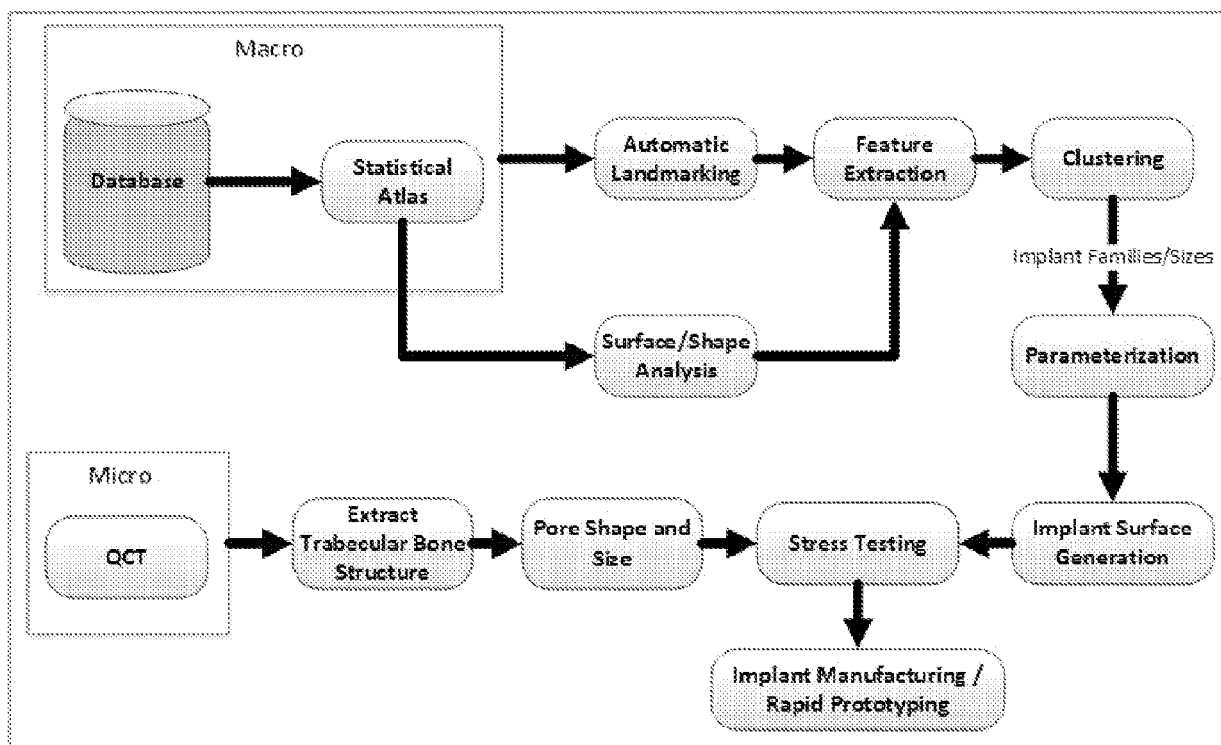 Macro
Database
Statistical
Atlas
Automatic
Landmarking
Feature
Extraction
Clustering
Implant Families/Sizes
Surface/Shape
Analysis
Parameterization
Micro
QCT
Extract
Trabecular Bone
Structure
Pore Shape and
Size
Stress Testing
Implant Surface
Generation
Implant Manufacturing /
Rapid Prototyping